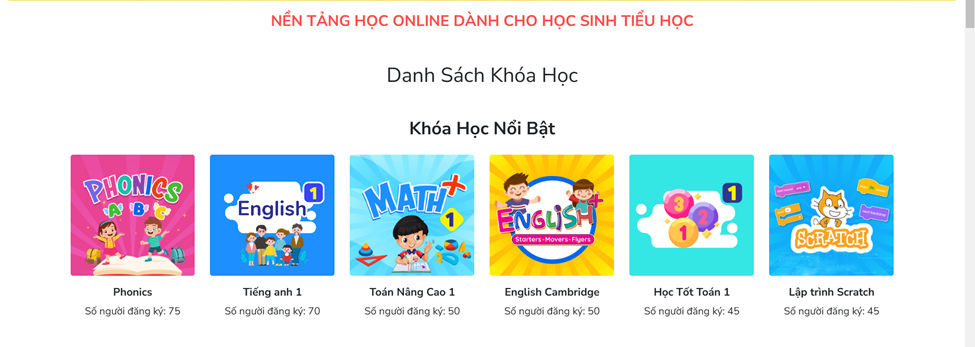 NỀN TẢNG HỌC ONLINE DÀNH CHO HỌC SINH TIỂU HỌC
Danh Sách Khóa Học
Khóa Học Nổi Bật
PHONICS
A B C
English 1
MATH+
1
ENGLISH+
Starters - Movers - Flyers
1
3
2
1
SCRATCH
Phonics
Tiếng anh 1
Toán Nâng Cao 1
English Cambridge
Học Tốt Toán 1
Lập trình Scratch
Số người đăng ký: 75
Số người đăng ký: 70
Số người đăng ký: 50
Số người đăng ký: 50
Số người đăng ký: 45
Số người đăng ký: 45